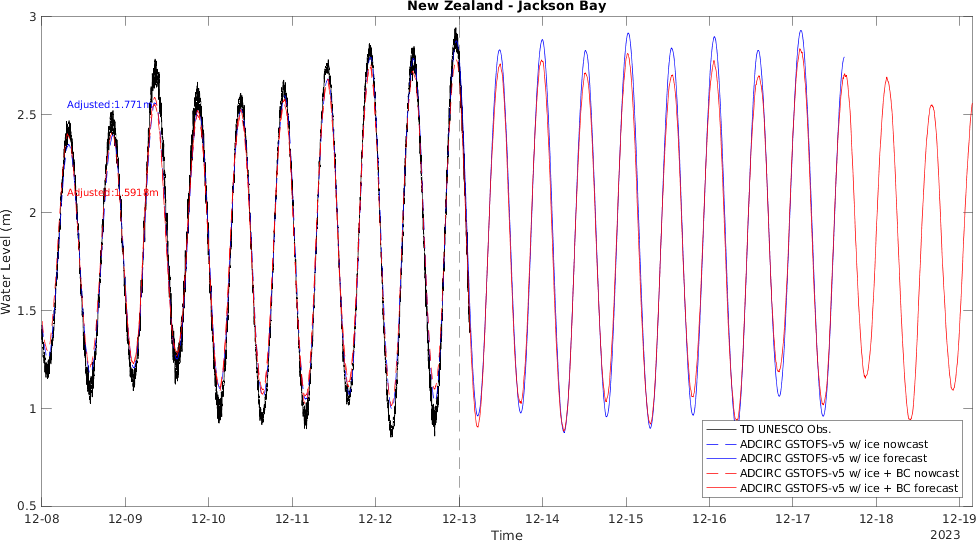 New Zealand - Jackson Bay
Water Level (m)
3
2.5
2
1.5
1
0.5
Adjusted:1.771m
Adjusted:1.5918m
TD UNESCO Obs.
ADCIRC GSTOFS-v5 w/ ice nowcast
ADCIRC GSTOFS-v5 w/ ice forecast
ADCIRC GSTOFS-v5 w/ ice + BC nowcast
ADCIRC GSTOFS-v5 w/ ice + BC forecast
12-08 12-09 12-10 12-11 12-12 12-13 12-14 12-15 12-16 12-17 12-18 12-19
Time
2023